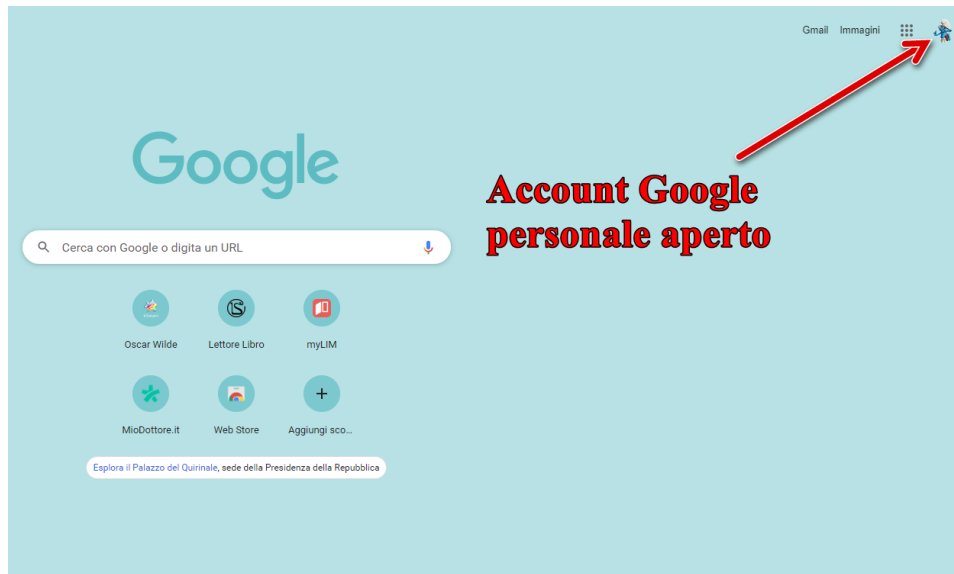 Gmail Immagini
Google
Account Google
personale aperto
Cerca con Google o digita un URL
Oscar Wilde Lettore Libro myLIM
MioDottore.it Web Store Aggiungi sco...
Esplora il Palazzo del Quirinale, sede della Presidenza della Repubblica